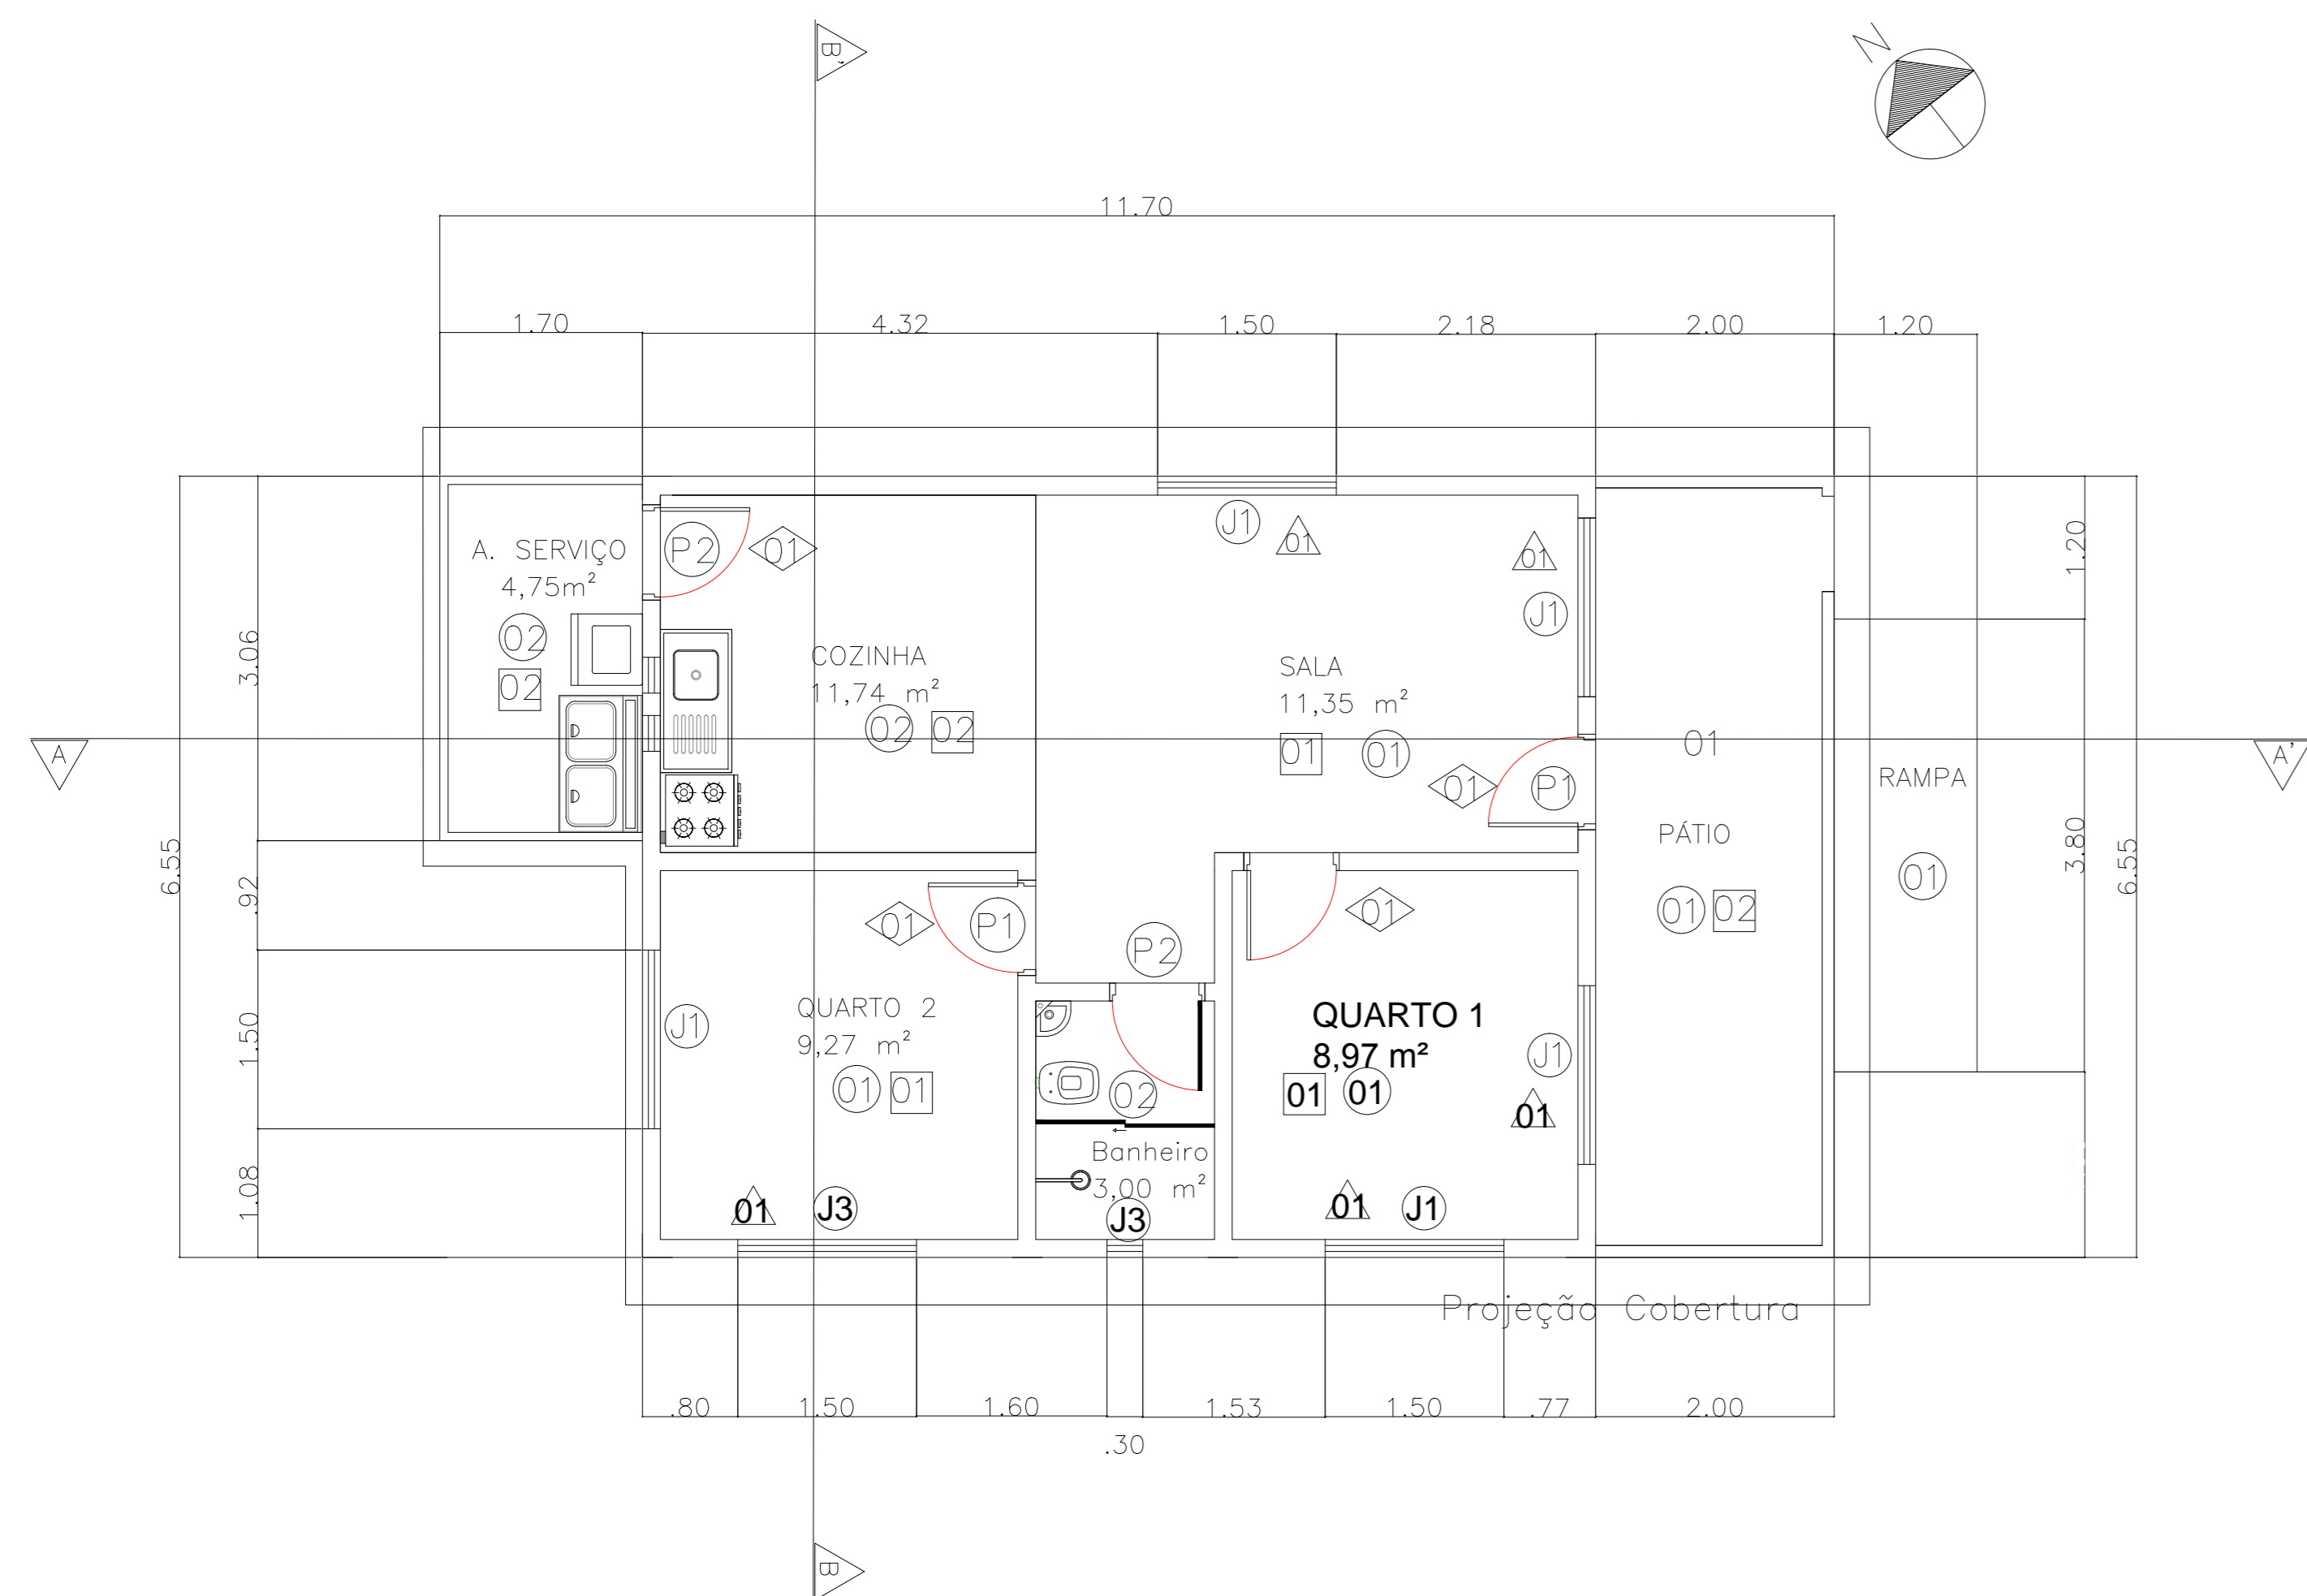 B'
N
11.70
1.70
4.32
1.50
2.18
2.00
1.20
J1
01
01
A. SERVIÇO
4,75m²
P2
01
1.20
02
J1
3.06
02
COZINHA
11,74 m²
SALA
11,35 m²
02
02
01
01
01
A
A'
RAMPA
01
P1
PÁTIO
6.55
.92
3.80
6.55
01
01
02
01
P1
01
P2
QUARTO 2
9,27 m²
QUARTO 1
8,97 m²
J1
J1
1.50
01
01
02
01
01
01
Banheiro
3,00 m²
1.08
01
J3
J3
01
J1
Projeção Cobertura
.80
1.50
1.60
1.53
1.50
.77
2.00
.30
B